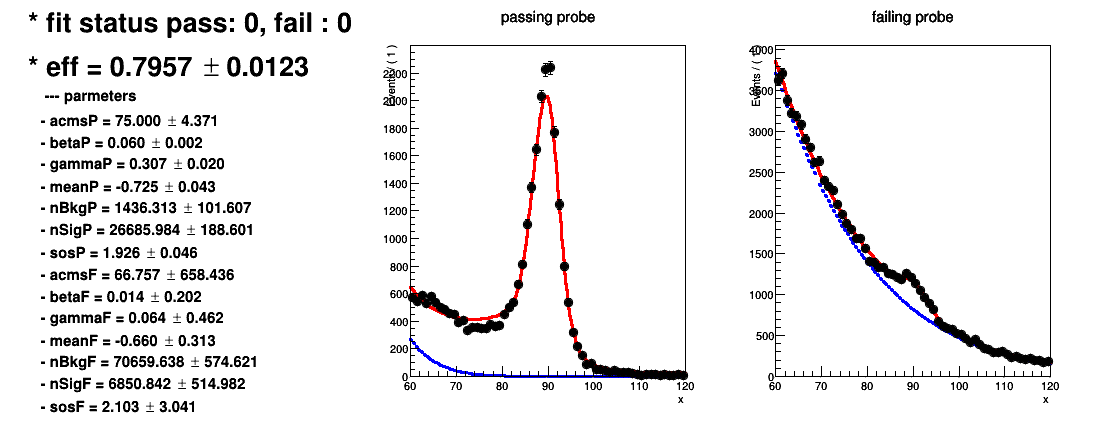 * fit status pass: 0, fail : 0
* eff = 0.7957 ± 0.0123
--- parmeters
- acmsP = 75.000 ± 4.371
- betaP = 0.060 ± 0.002
- gammaP = 0.307 ± 0.020
- meanP = -0.725 ± 0.043
- nBkgP = 1436.313 ± 101.607
- nSigP = 26685.984 ± 188.601
- sosP = 1.926 ± 0.046
- acmsF = 66.757 ± 658.436
- betaF = 0.014 ± 0.202
- gammaF = 0.064 ± 0.462
- meanF = -0.660 ± 0.313
- nBkgF = 70659.638 ± 574.621
- nSigF = 6850.842 ± 514.982
- sosF = 2.103 ± 3.041
passing probe
Events / ( 1 )
2200
2000
1800
1600
1400
1200
1000
800
600
400
200
0
60 70 80 90 100 110 120
x
failing probe
Events / ( 1 )
4000
3500
3000
2500
2000
1500
1000
500
0
60 70 80 90 100 110 120
x